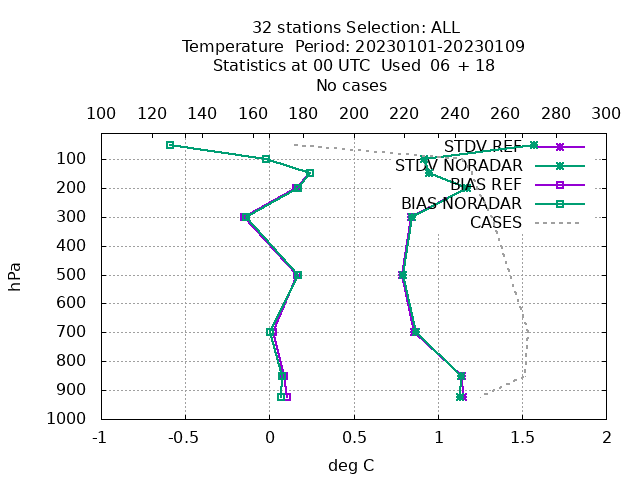 32 stations Selection: ALL
Temperature  Period: 20230101-20230109
Statistics at 00 UTC  Used  06 + 18
No cases
100 120 140 160 180 200 220 240 260 280 300
STDV REF
100
STDV NORADAR
BIAS REF
200
BIAS NORADAR
300
CASES
400
hPa
500
600
700
800
900
1000
-1 -0.5 0 0.5 1 1.5 2
deg C